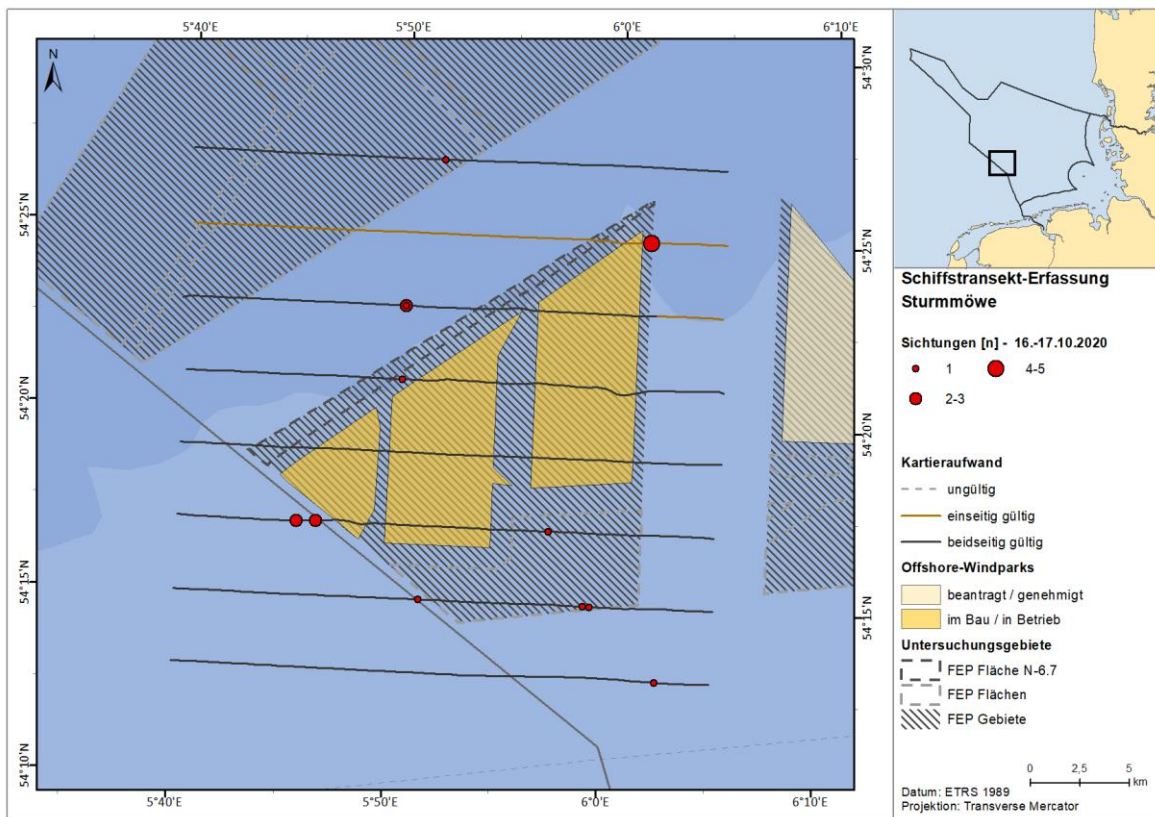 5°40'E
5°50'E
6°0'E
6°10'E
N
54°30'N
54°25'N
54°25'N
54°20'N
54°20'N
54°15'N
54°15'N
54°10'N
5°40'E
5°50'E
6°0'E
6°10'E
Schiffstransekt-Erfassung
Sturmmöwe
Sichtungen [n] - 16.-17.10.2020
1
4-5
2-3
Kartieraufwand
ungültig
einseitig gültig
beidseitig gültig
Offshore-Windparks
beantragt / genehmigt
im Bau / in Betrieb
Untersuchungsgebiete
FEP Fläche N-6.7
FEP Flächen
FEP Gebiete
0 2,5 5
km
Datum: ETRS 1989
Projektion: Transverse Mercator